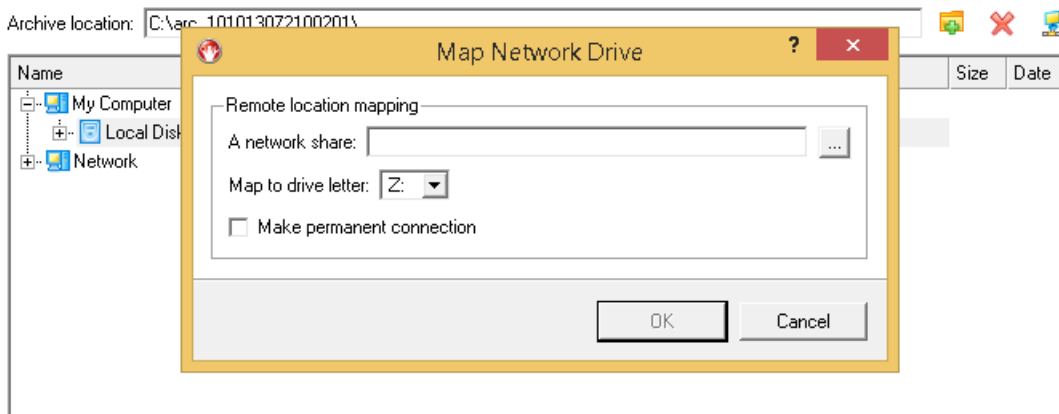 Archive location: C:\arc_101013072100201\
Map Network Drive ? ×
Name Size Date
My Computer
Local Disk
Network
Remote location mapping
A network share: ...
Map to drive letter: Z:
Make permanent connection
OK Cancel